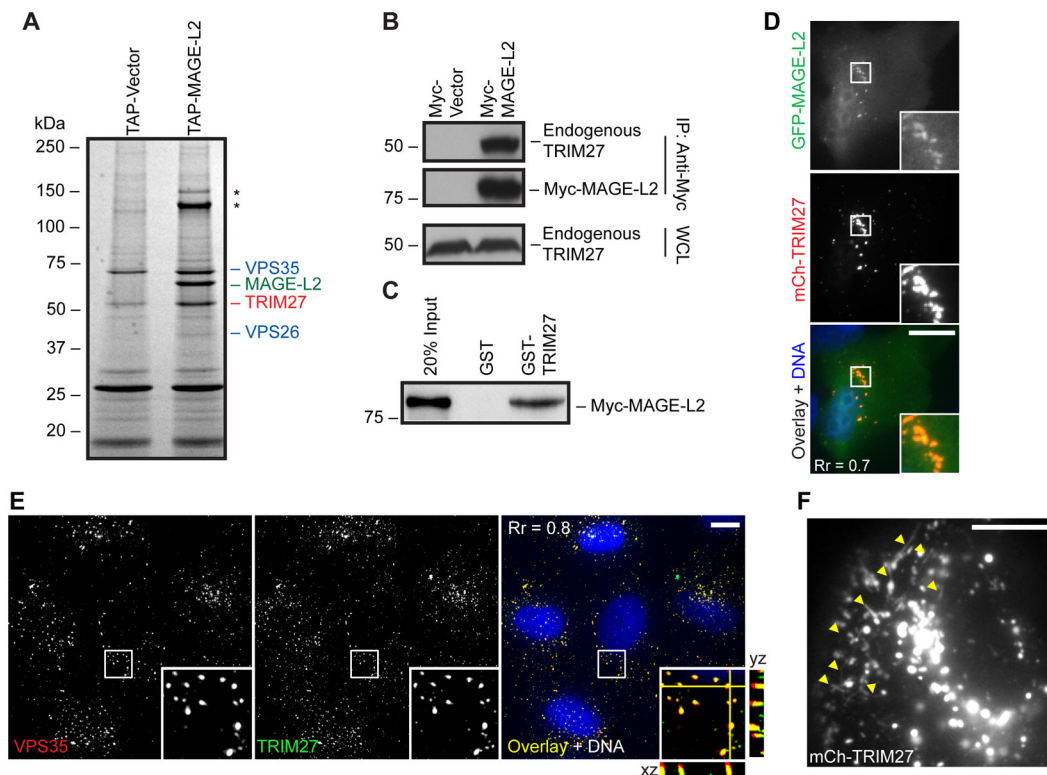 A
TAP-Vector
TAP-MAGE-L2
kDa
250
150
100
75
50
37
25
20
*
*
VPS35
MAGE-L2
TRIM27
VPS26
B
Myc-
Vector
Myc-
MAGE-L2
50
75
50
Endogenous
TRIM27
Myc-MAGE-L2
Endogenous
TRIM27
IP: Anti-Myc
WCL
C
20% Input
GST
GST-
TRIM27
75
Myc-MAGE-L2
D
GFP-MAGE-L2
mCh-TRIM27
Overlay + DNA
Rr = 0.7
E
VPS35
TRIM27
Rr = 0.8
Overlay + DNA
yz
xz
F
mCh-TRIM27